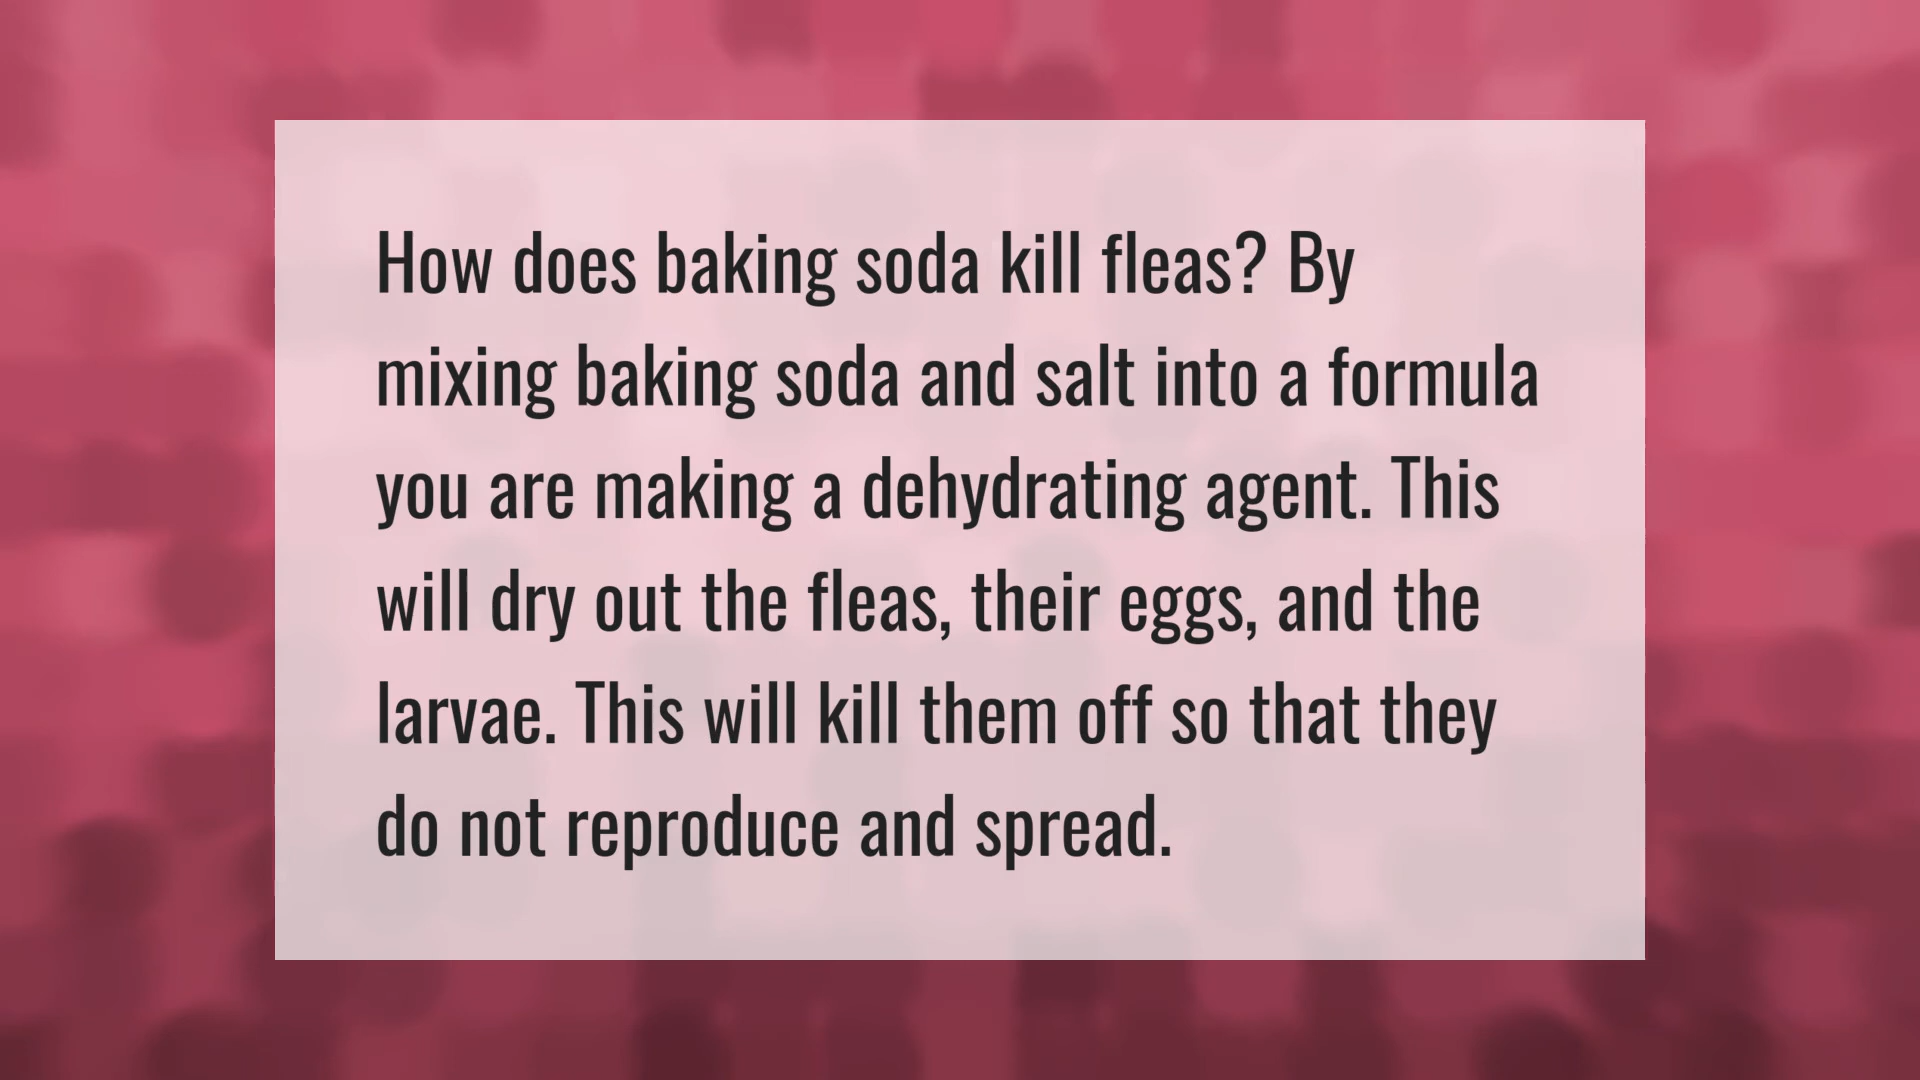 How does baking soda kill fleas? By
mixing baking soda and salt into a formula
you are making a dehydrating agent. This
will dry out the fleas, their eggs, and the
larvae. This will kill them off so that they
do not reproduce and spread.